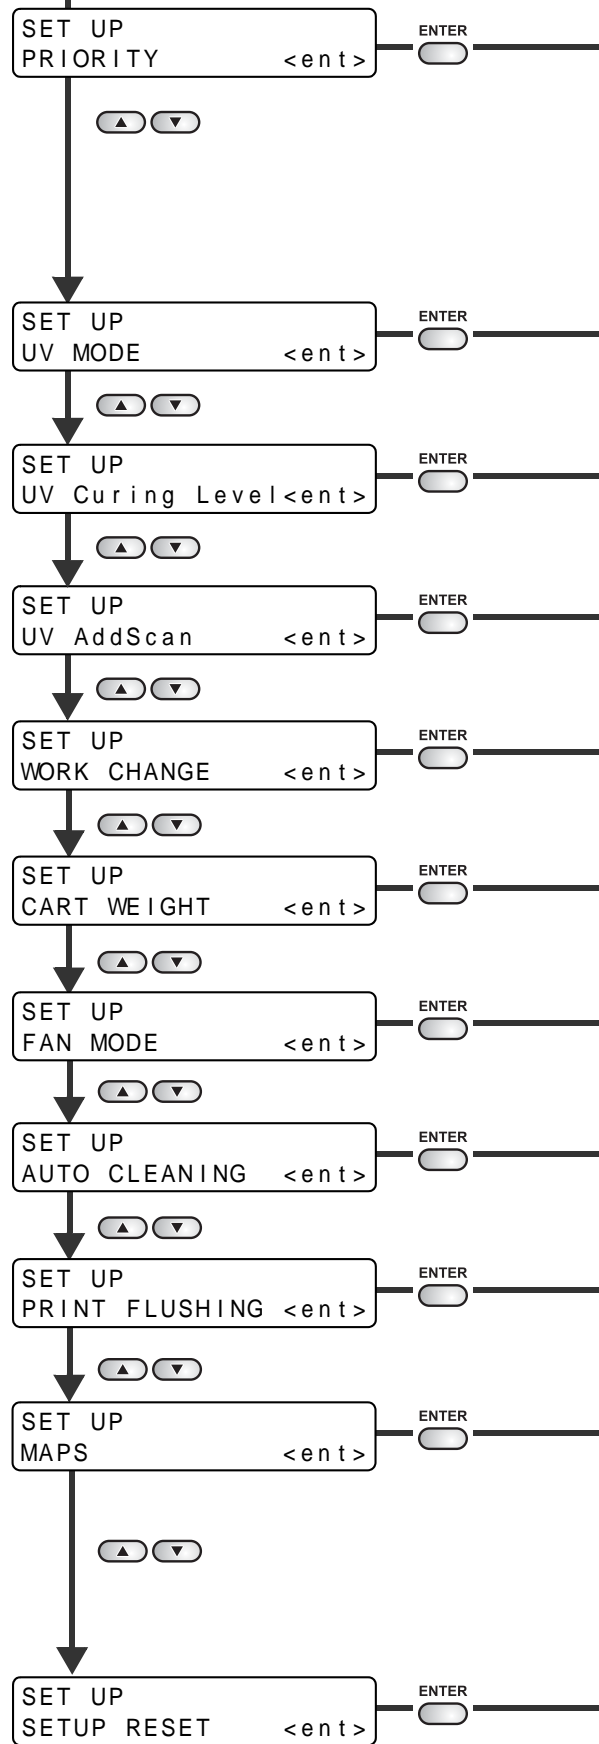 SET UP
PRIORITY <ent>
ENTER
SET UP
UV MODE <ent>
ENTER
SET UP
UV Curing Level<ent>
ENTER
SET UP
UV AddScan <ent>
ENTER
SET UP
WORK CHANGE <ent>
ENTER
SET UP
CART WEIGHT <ent>
ENTER
SET UP
FAN MODE <ent>
ENTER
SET UP
AUTO CLEANING <ent>
ENTER
SET UP
PRINT FLUSHING <ent>
ENTER
SET UP
MAPS <ent>
ENTER
SET UP
SETUP RESET <ent>
ENTER